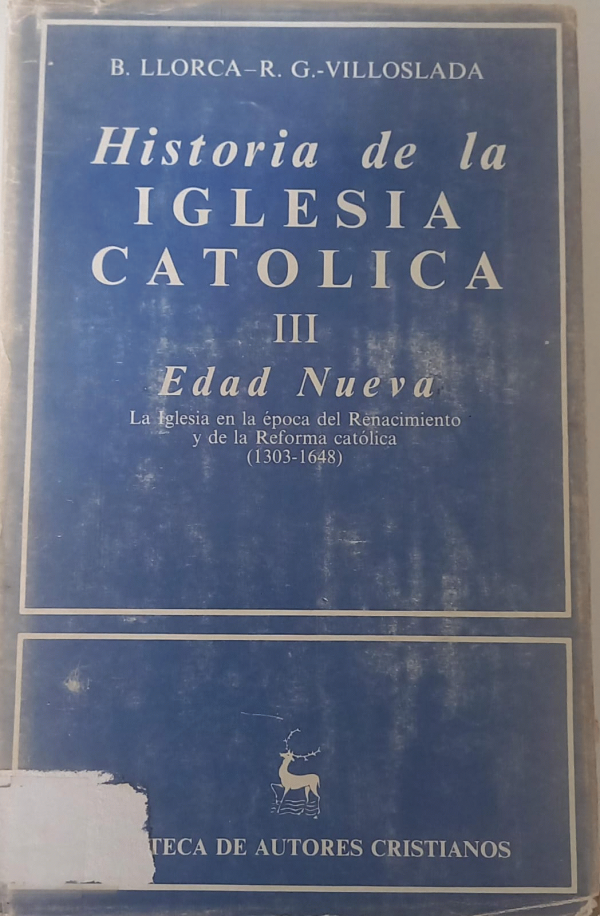 B. LLORCA–R. G.-VILLOSLADA
Historia de la
IGLESIA
CATOLICA
III
Edad Nueva
La Iglesia en la época del Renacimiento
y de la Reforma católica
(1303-1648)
TECA DE AUTORES CRISTIANOS